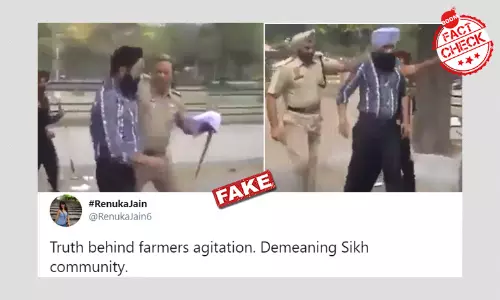 BOOM
FACT
CHECK
FAKE
#RenukaJain
@RenukaJain6
Truth behind farmers agitation. Demeaning Sikh
community.